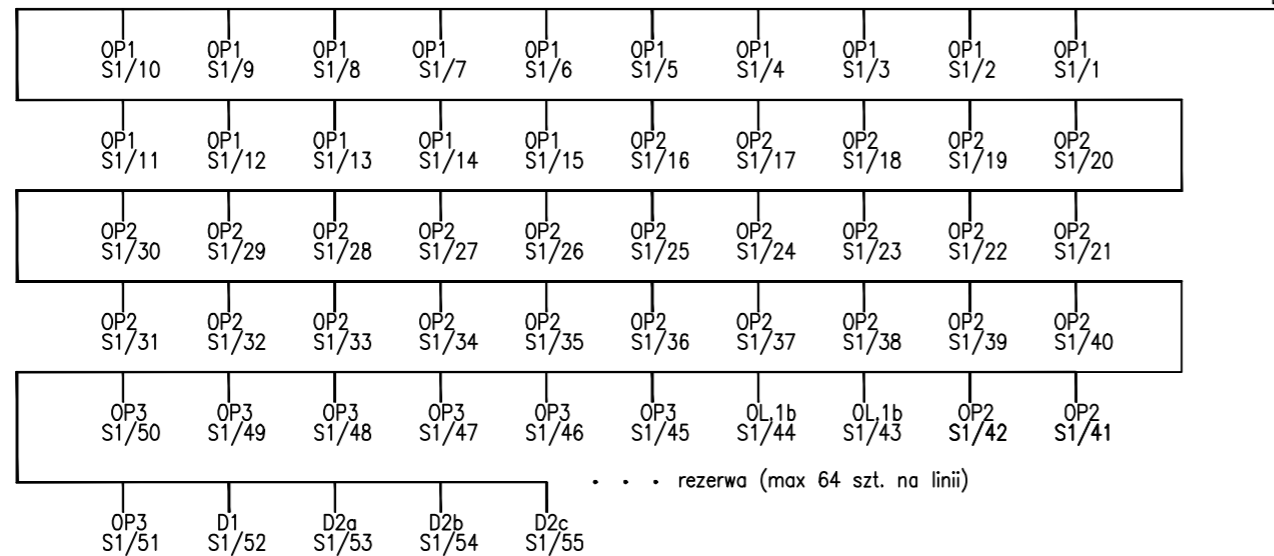 OP1 OP1 OP1 OP1 OP1 OP1 OP1 OP1 OP1 OP1
S1/10 S1/9 S1/8 S1/7 S1/6 S1/5 S1/4 S1/3 S1/2 S1/1
OP1 OP1 OP1 OP1 OP1 OP2 OP2 OP2 OP2 OP2
S1/11 S1/12 S1/13 S1/14 S1/15 S1/16 S1/17 S1/18 S1/19 S1/20
OP2 OP2 OP2 OP2 OP2 OP2 OP2 OP2 OP2 OP2
S1/30 S1/29 S1/28 S1/27 S1/26 S1/25 S1/24 S1/23 S1/22 S1/21
OP2 OP2 OP2 OP2 OP2 OP2 OP2 OP2 OP2 OP2
S1/31 S1/32 S1/33 S1/34 S1/35 S1/36 S1/37 S1/38 S1/39 S1/40
OP3 OP3 OP3 OP3 OP3 OP3 OL.1b OL.1b OP2 OP2
S1/50 S1/49 S1/48 S1/47 S1/46 S1/45 S1/44 S1/43 S1/42 S1/41
. . . rezerwa (max 64 szt. na linii)
OP3 D1 D2a D2b D2c
S1/51 S1/52 S1/53 S1/54 S1/55